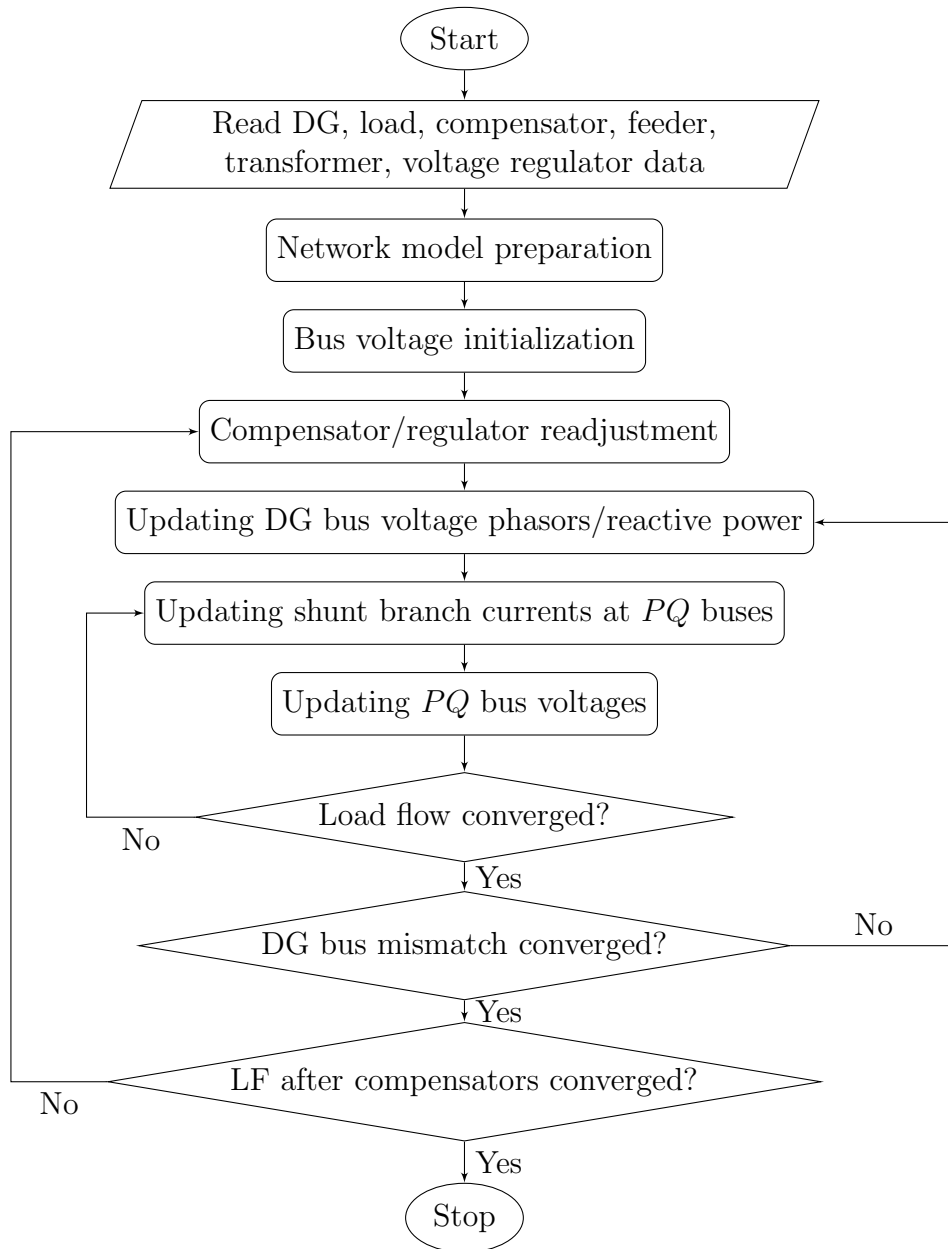 Start
Read DG, load, compensator, feeder,
transformer, voltage regulator data
Network model preparation
Bus voltage initialization
Compensator/regulator readjustment
Updating DG bus voltage phasors/reactive power
Updating shunt branch currents at PQ buses
Updating PQ bus voltages
Load flow converged?
No
Yes
DG bus mismatch converged?
No
Yes
LF after compensators converged?
No
Yes
Stop